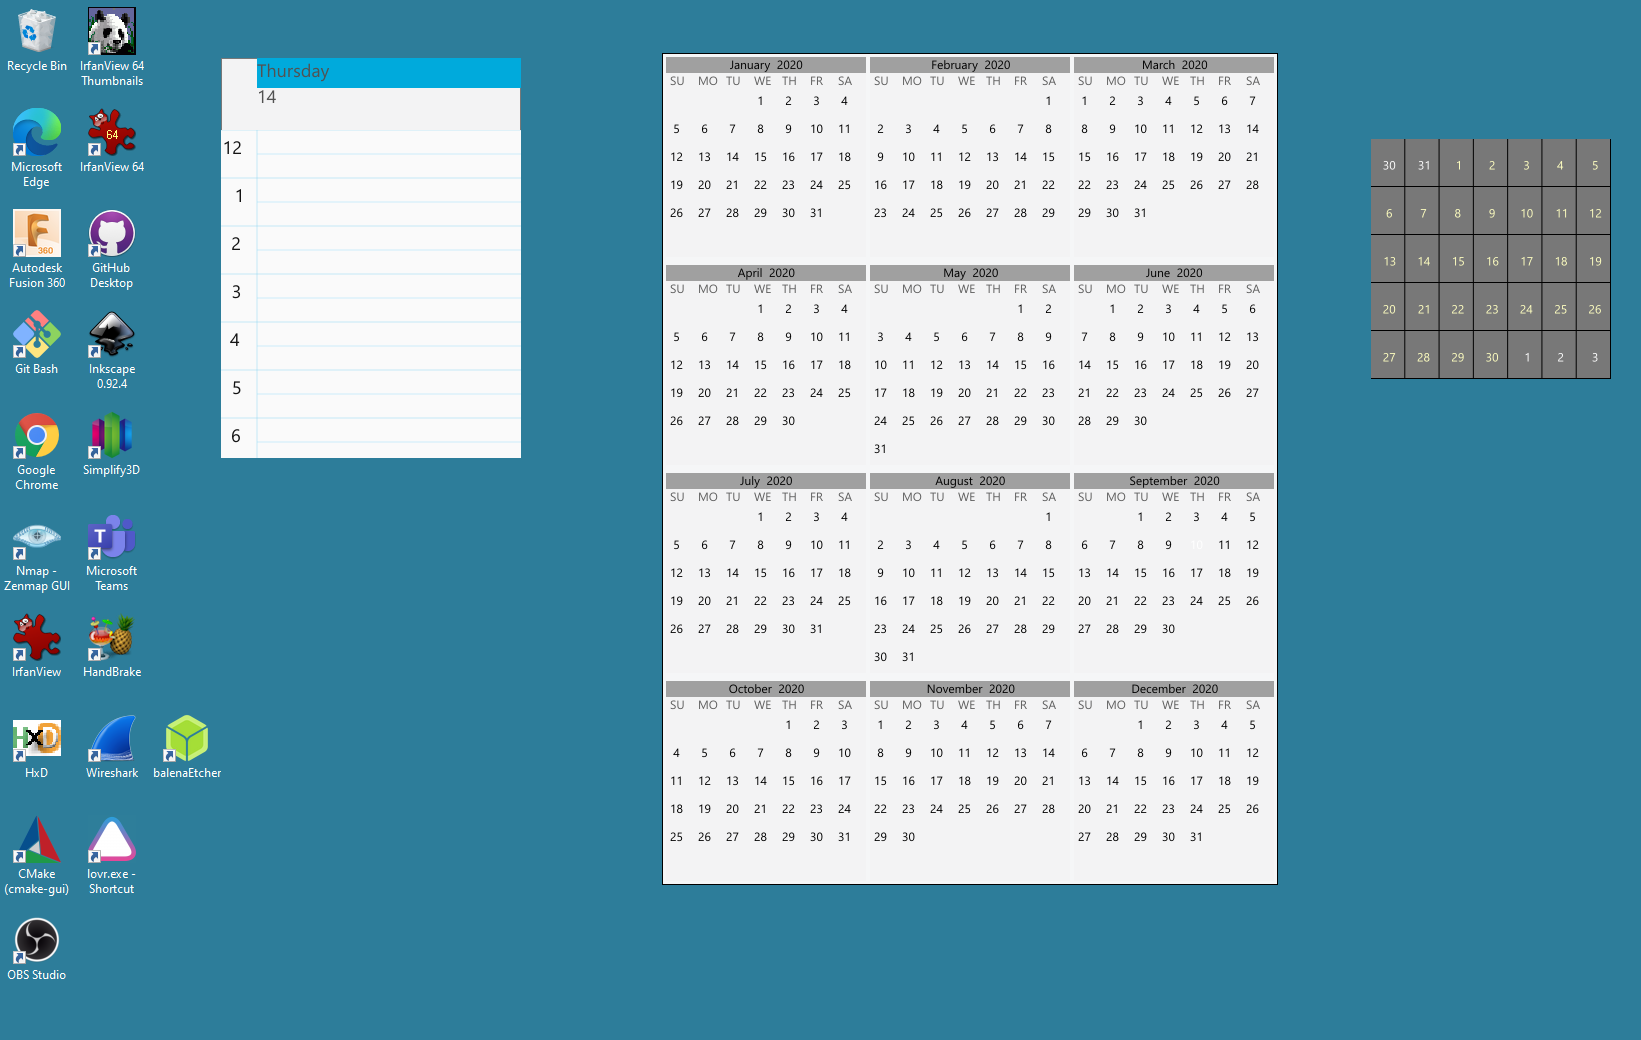 Recycle Bin
IrfanView 64
Thumbnails
Microsoft
Edge
64
IrfanView 64
360
Autodesk
Fusion 360
GitHub
Desktop
Git Bash
Inkscape
0.92.4
Google
Chrome
Simplify3D
Nmap -
Zenmap GUI
T
Microsoft
Teams
IrfanView
HandBrake
HxD
HxD
Wireshark
balenaEtcher
CMake
(cmake-gui)
lovr.exe -
Shortcut
OBS Studio
Thursday
14
12
1
2
3
4
5
6
January 2020
SU MO TU WE TH FR SA
1 2 3 4
5 6 7 8 9 10 11
12 13 14 15 16 17 18
19 20 21 22 23 24 25
26 27 28 29 30 31
February 2020
SU MO TU WE TH FR SA
1
2 3 4 5 6 7 8
9 10 11 12 13 14 15
16 17 18 19 20 21 22
23 24 25 26 27 28 29
March 2020
SU MO TU WE TH FR SA
1 2 3 4 5 6 7
8 9 10 11 12 13 14
15 16 17 18 19 20 21
22 23 24 25 26 27 28
29 30 31
April 2020
SU MO TU WE TH FR SA
1 2 3 4
5 6 7 8 9 10 11
12 13 14 15 16 17 18
19 20 21 22 23 24 25
26 27 28 29 30
May 2020
SU MO TU WE TH FR SA
1 2
3 4 5 6 7 8 9
10 11 12 13 14 15 16
17 18 19 20 21 22 23
24 25 26 27 28 29 30
31
June 2020
SU MO TU WE TH FR SA
1 2 3 4 5 6
7 8 9 10 11 12 13
14 15 16 17 18 19 20
21 22 23 24 25 26 27
28 29 30
July 2020
SU MO TU WE TH FR SA
1 2 3 4
5 6 7 8 9 10 11
12 13 14 15 16 17 18
19 20 21 22 23 24 25
26 27 28 29 30 31
August 2020
SU MO TU WE TH FR SA
1
2 3 4 5 6 7 8
9 10 11 12 13 14 15
16 17 18 19 20 21 22
23 24 25 26 27 28 29
30 31
September 2020
SU MO TU WE TH FR SA
1 2 3 4 5
6 7 8 9 10 11 12
13 14 15 16 17 18 19
20 21 22 23 24 25 26
27 28 29 30
October 2020
SU MO TU WE TH FR SA
1 2 3
4 5 6 7 8 9 10
11 12 13 14 15 16 17
18 19 20 21 22 23 24
25 26 27 28 29 30 31
November 2020
SU MO TU WE TH FR SA
1 2 3 4 5 6 7
8 9 10 11 12 13 14
15 16 17 18 19 20 21
22 23 24 25 26 27 28
29 30
December 2020
SU MO TU WE TH FR SA
1 2 3 4 5
6 7 8 9 10 11 12
13 14 15 16 17 18 19
20 21 22 23 24 25 26
27 28 29 30 31
30 31 1 2 3 4 5
6 7 8 9 10 11 12
13 14 15 16 17 18 19
20 21 22 23 24 25 26
27 28 29 30 1 2 3